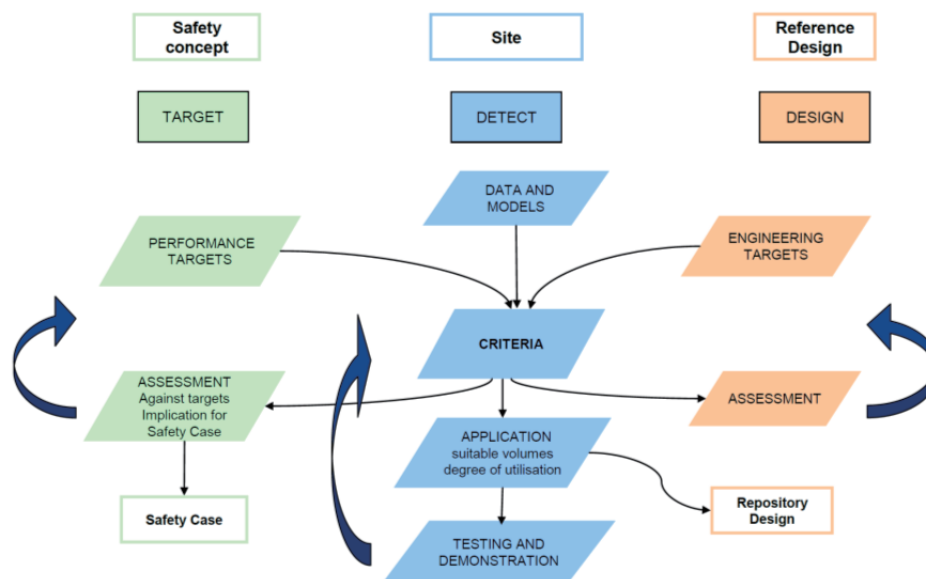 Safety
concept
Site
Reference
Design
TARGET
DETECT
DESIGN
DATA AND
MODELS
PERFORMANCE
TARGETS
ENGINEERING
TARGETS
CRITERIA
ASSESSMENT
Against targets
Implication for
Safety Case
ASSESSMENT
APPLICATION
suitable volumes
degree of utilisation
Safety Case
Repository
Design
TESTING AND
DEMONSTRATION